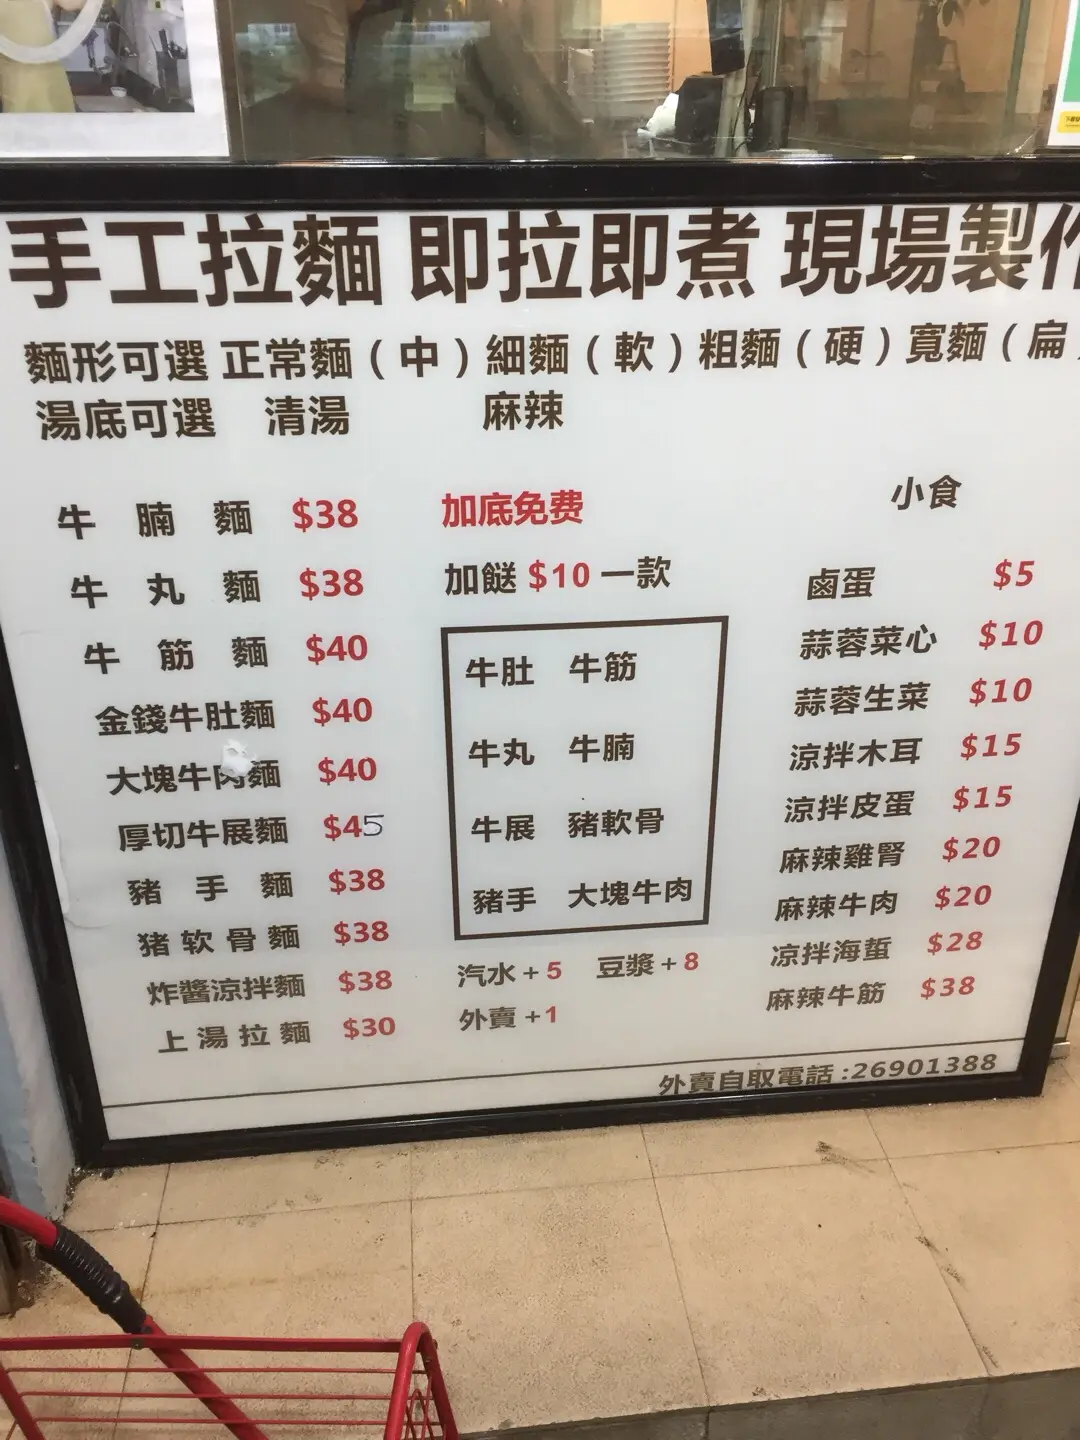 手工拉麵 即拉即煮 現場製作
麵形可選 正常麵（中）細麵（軟）粗麵（硬）寬麵（扁
湯底可選 清湯 麻辣
牛腩麵 $38
牛丸麵 $38
牛筋麵 $40
金錢牛肚麵 $40
大塊牛肉麵 $40
厚切牛展麵 $45
豬手麵 $38
猪软骨麵 $38
炸醬涼拌麵 $38
上湯拉麵 $30
加底免费
加餸 $10 一款
牛肚 牛筋
牛丸 牛腩
牛展 豬軟骨
豬手 大塊牛肉
汽水+5 豆漿+8
外賣+1
小食
鹵蛋 $5
蒜蓉菜心 $10
蒜蓉生菜 $10
涼拌木耳 $15
涼拌皮蛋 $15
麻辣雞腎 $20
麻辣牛肉 $20
凉拌海蜇 $28
麻辣牛筋 $38
外賣自取電話:26901388